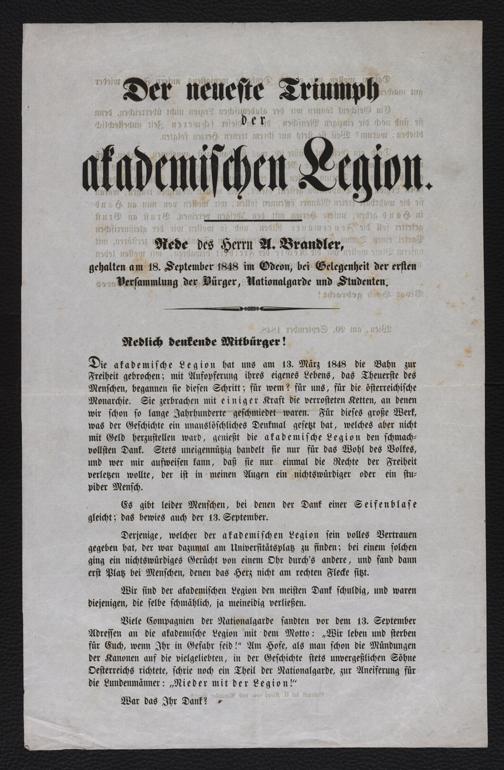 Der neueste Triumph
der
akademischen Legion.
Rede des Herrn A. Brandler,
gehalten am 18. September 1848 im Odeon, bei Gelegenheit der ersten
Versammlung der Bürger, Nationalgarde und Studenten.
Redlich denkende Mitbürger!
Die akademische Legion hat uns am 13. März 1848 die Bahn zur
Freiheit gebrochen; mit Aufopferung ihres eigenes Lebens, das Theuerste des
Menschen, begannen sie diesen Schritt; für wem? für uns, für die österreichische
Monarchie. Sie zerbrachen mit einiger Kraft die verrosteten Ketten, an denen
wir schon so lange Jahrhunderte geschmiedet waren. Für dieses große Werk,
was der Geschichte ein unauslöschliches Denkmal gesetzt hat, welches aber nicht
mit Geld herzustellen ward, genießt die akademische Legion den schmach-
vollsten Dank. Stets uneigennützig handelt sie nur für das Wohl des Volkes,
und wer mir aufweisen kann, daß sie nur einmal die Rechte der Freiheit
verletzen wollte, der ist in meinen Augen ein nichtswürdiger oder ein stu-
pider Mensch.
Es gibt leider Menschen, bei denen der Dank einer Seifenblase
gleicht; das bewies auch der 13. September.
Derjenige, welcher der akademischen Legion sein volles Vertrauen
gegeben hat, der war dazumal am Universitätsplatz zu finden; bei einem solchen
ging ein nichtswürdiges Gerücht von einem Ohr durch's andere, und fand dann
erst Platz bei Menschen, denen das Herz nicht am rechten Flecke sitzt.
Wir sind der akademischen Legion den meisten Dank schuldig, und waren
diejenigen, die selbe schmählich, ja meineidig verließen.
Viele Compagnien der Nationalgarde sandten vor dem 13. September
Adressen an die akademische Legion mit dem Motto: „Wir leben und sterben
für Euch, wenn Ihr in Gefahr seid!" Am Hofe, als man schon die Mündungen
der Kanonen auf die vielgeliebten, in der Geschichte stets unvergeßlichen Söhne
Oesterreichs richtete, schrie noch ein Theil der Nationalgarde, zur Aneiferung für
die Lundenmänner: „Nieder mit der Legion!"
War das Ihr Dank?